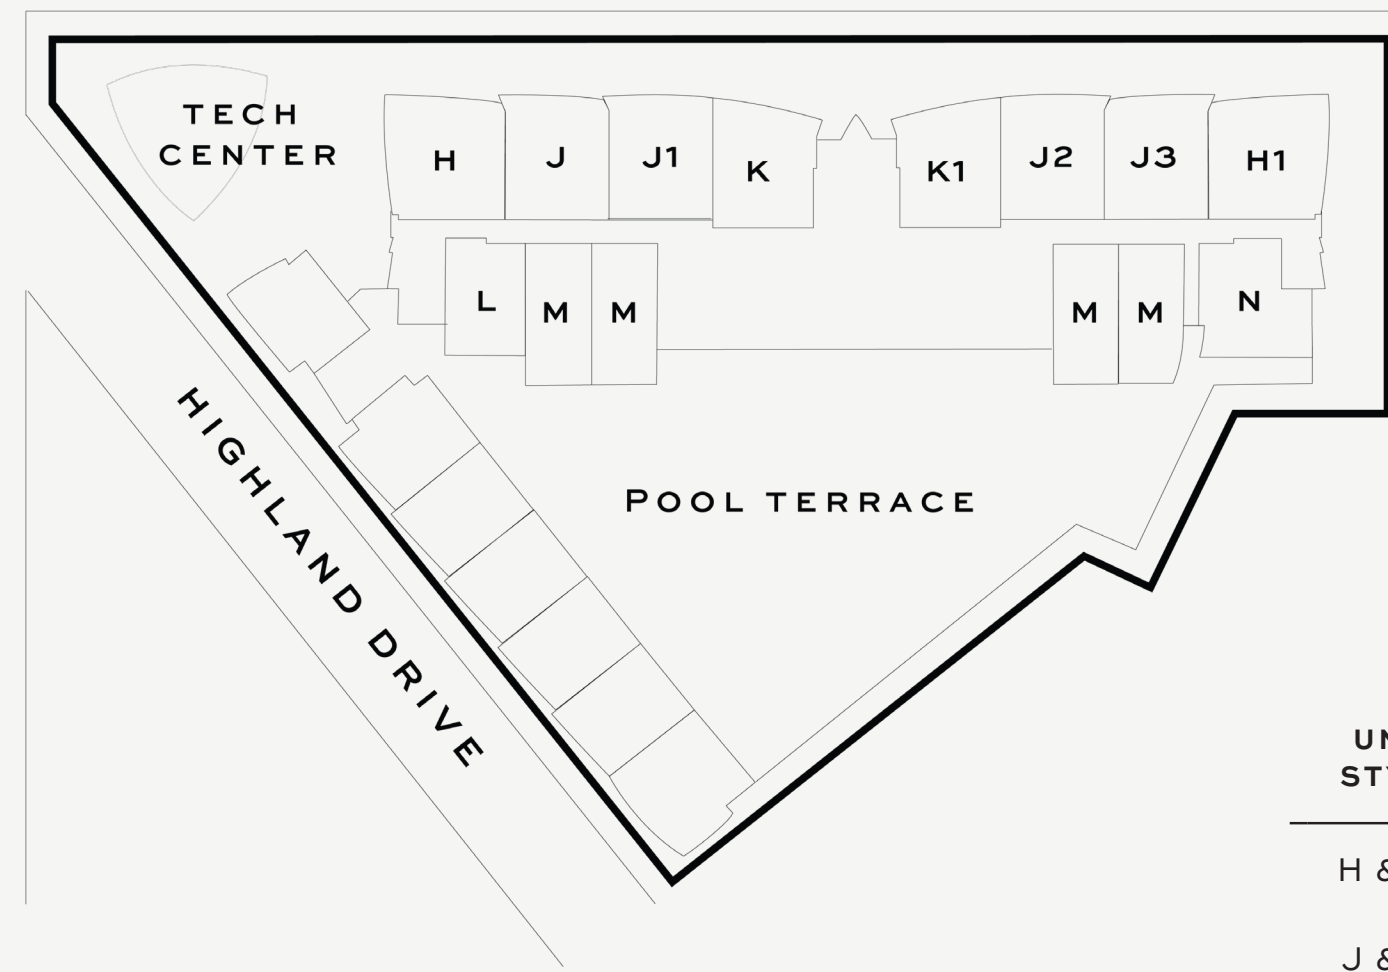 TECH
CENTER
H J J1 K K1 J2 J3 H1
L M M M M N
HIGHLAND DRIVE
POOL TERRACE
H &
J &